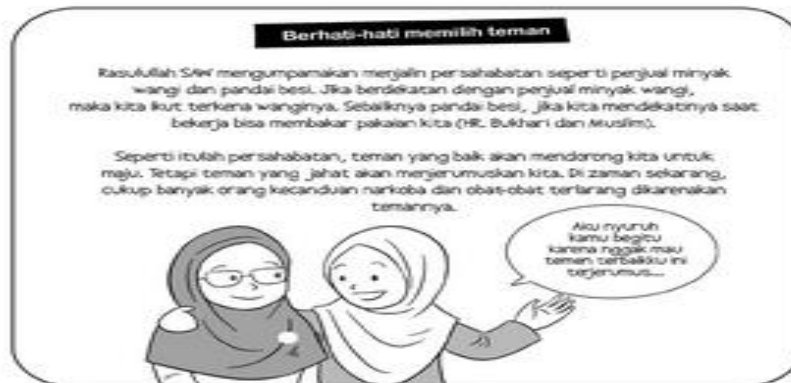 Berhati-hati memilih teman
Rasulullah SAW mengumpamakan menjalin persahabatan seperti penjual minyak
wangi dan pandai besi. Jika berdekatan dengan penjual minyak wangi,
maka kita ikut terkena wanginya. Sebaliknya pandai besi, jika kita mendekatinya saat
bekerja bisa membakar pakaian kita (HR. Bukhari dan Muslim).
Seperti itulah persahabatan, teman yang baik akan mendorong kita untuk
maju. Tetapi teman yang jahat akan menjerumuskan kita. Di zaman sekarang,
cukup banyak orang kecanduan narkoba dan obat-obat terlarang dikarenakan
temannya.
Aku nyuruh
kamu begitu
karena nggak mau
temen terbaikku ini
terjerumus...